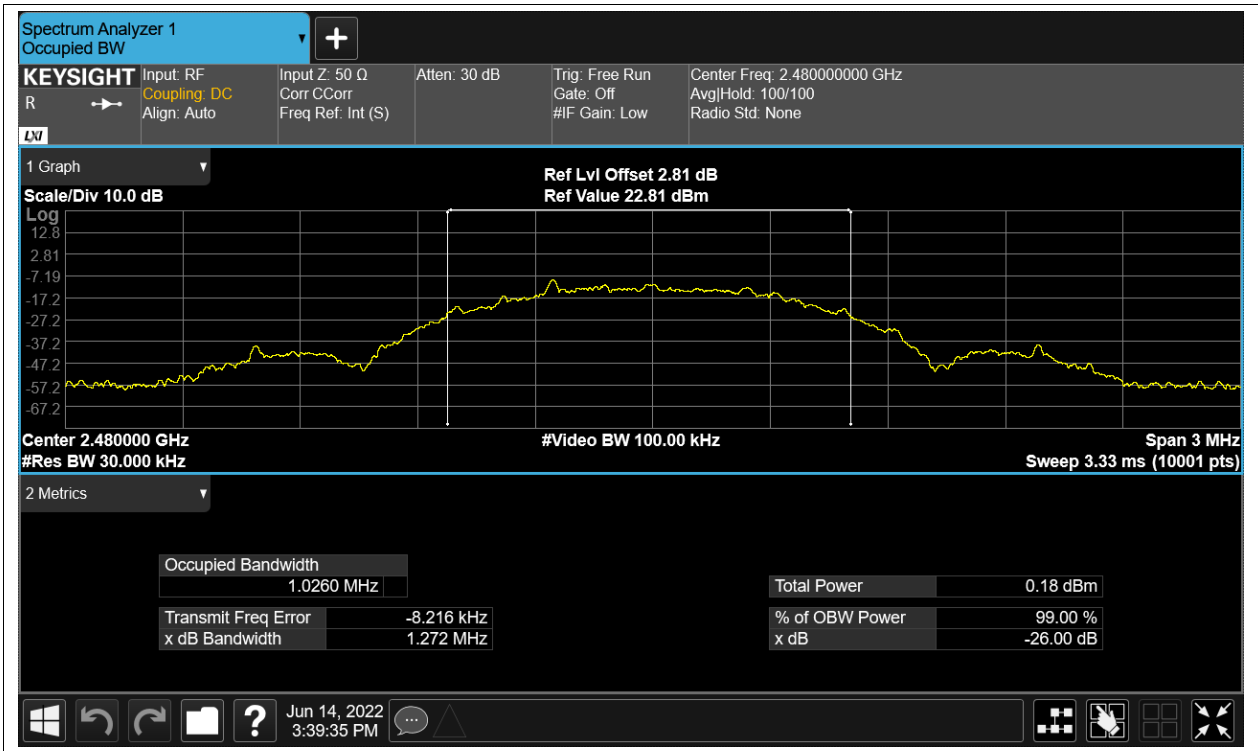 Spectrum Analyzer 1
Occupied BW
KEYSIGHT
R
LXI
Input: RF
Coupling: DC
Align: Auto
Input Z: 50 Ω
Corr CCorr
Freq Ref: Int (S)
Atten: 30 dB
Trig: Free Run
Gate: Off
#IF Gain: Low
Center Freq: 2.480000000 GHz
Avg|Hold: 100/100
Radio Std: None
1 Graph
Scale/Div 10.0 dB
Ref Lvl Offset 2.81 dB
Ref Value 22.81 dBm
Log
12.8
2.81
-7.19
-17.2
-27.2
-37.2
-47.2
-57.2
-67.2
Center 2.480000 GHz
#Res BW 30.000 kHz
#Video BW 100.00 kHz
Span 3 MHz
Sweep 3.33 ms (10001 pts)
2 Metrics
Occupied Bandwidth
1.0260 MHz
Transmit Freq Error -8.216 kHz
x dB Bandwidth 1.272 MHz
Total Power 0.18 dBm
% of OBW Power 99.00 %
x dB -26.00 dB
?
Jun 14, 2022
3:39:35 PM